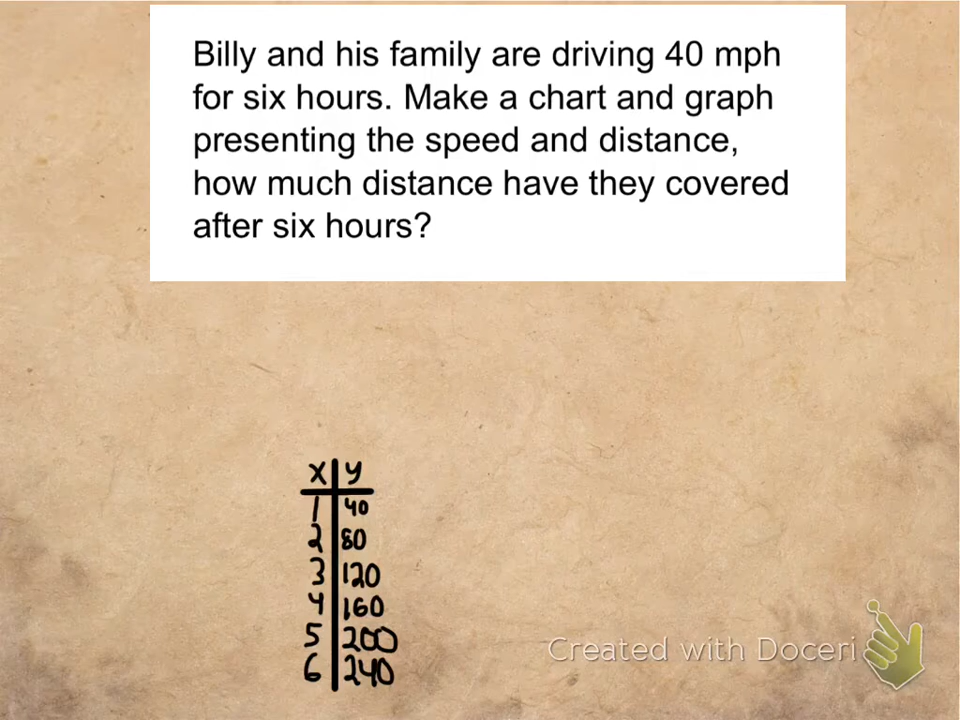 Billy and his family are driving 40 mph
for six hours. Make a chart and graph
presenting the speed and distance,
how much distance have they covered
after six hours?
x y
1 40
2 80
3 120
4 160
5 200
6 240
Created with Doceri